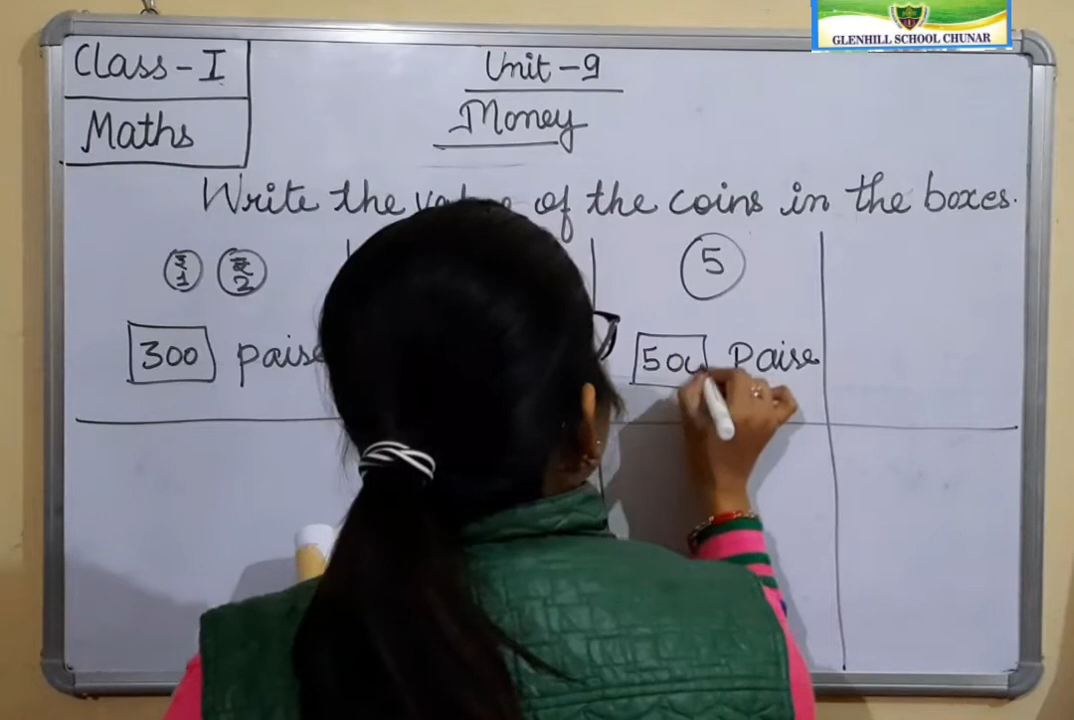 GLENHILL SCHOOL CHUNAR
Class-I
Unit-9
Maths
Money
Write the of the coins in the boxes.
₹1 ₹2
5
300 paise
500 Paise